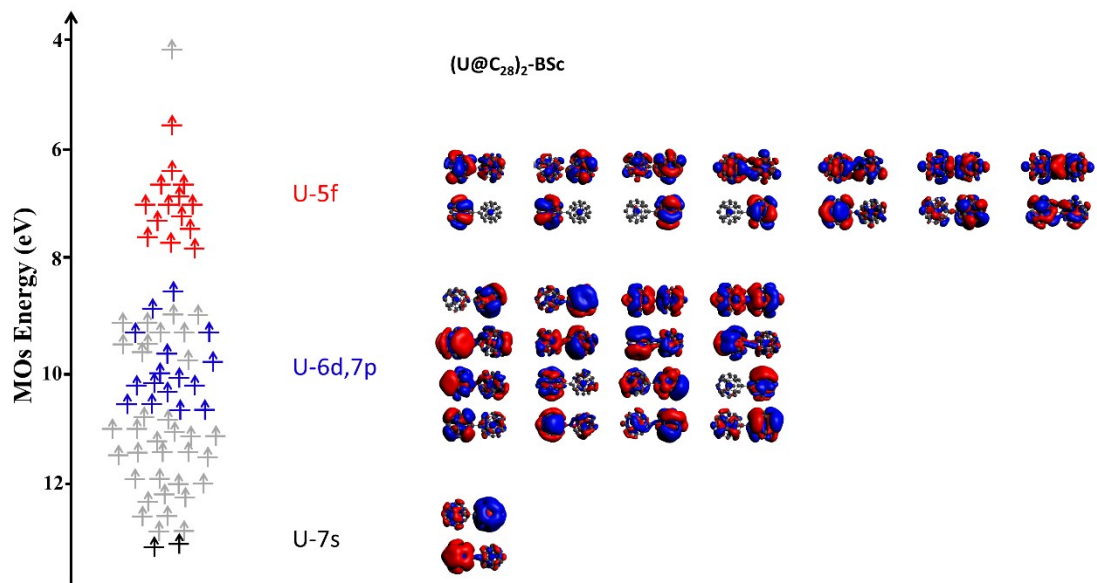 (U@C₂₈)₂-BSc
MOs Energy (eV)
4
6
8
10
12
U-5f
U-6d,7p
U-7s